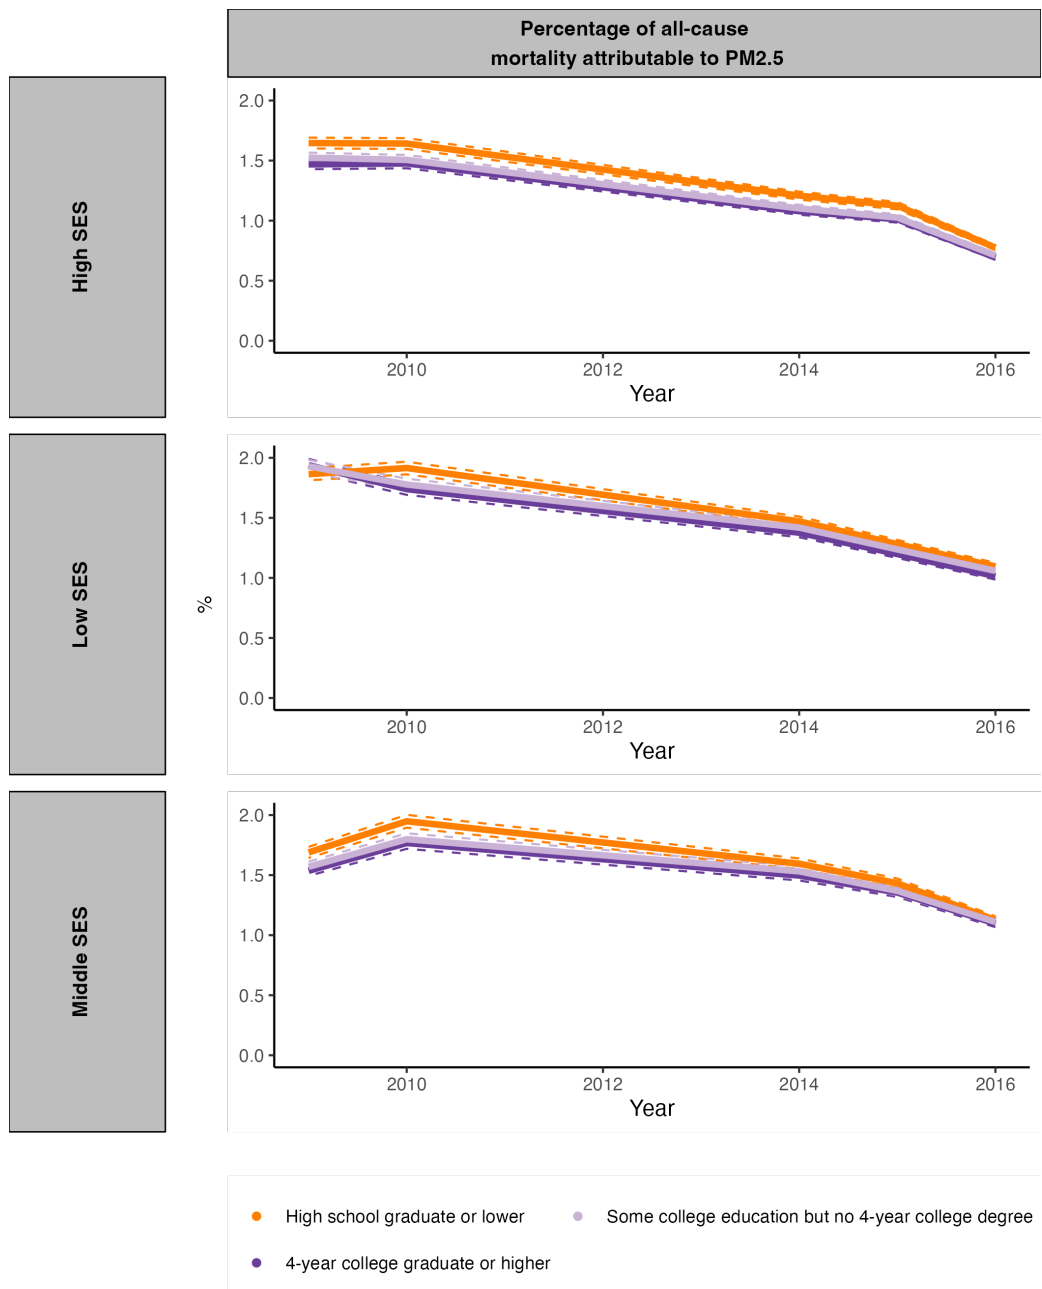 Percentage of all-cause
mortality attributable to PM2.5
High SES
2.0
1.5
1.0
0.5
0.0
2010 2012 2014 2016
Year
Low SES
%
2.0
1.5
1.0
0.5
0.0
2010 2012 2014 2016
Year
Middle SES
2.0
1.5
1.0
0.5
0.0
2010 2012 2014 2016
Year
High school graduate or lower
Some college education but no 4-year college degree
4-year college graduate or higher